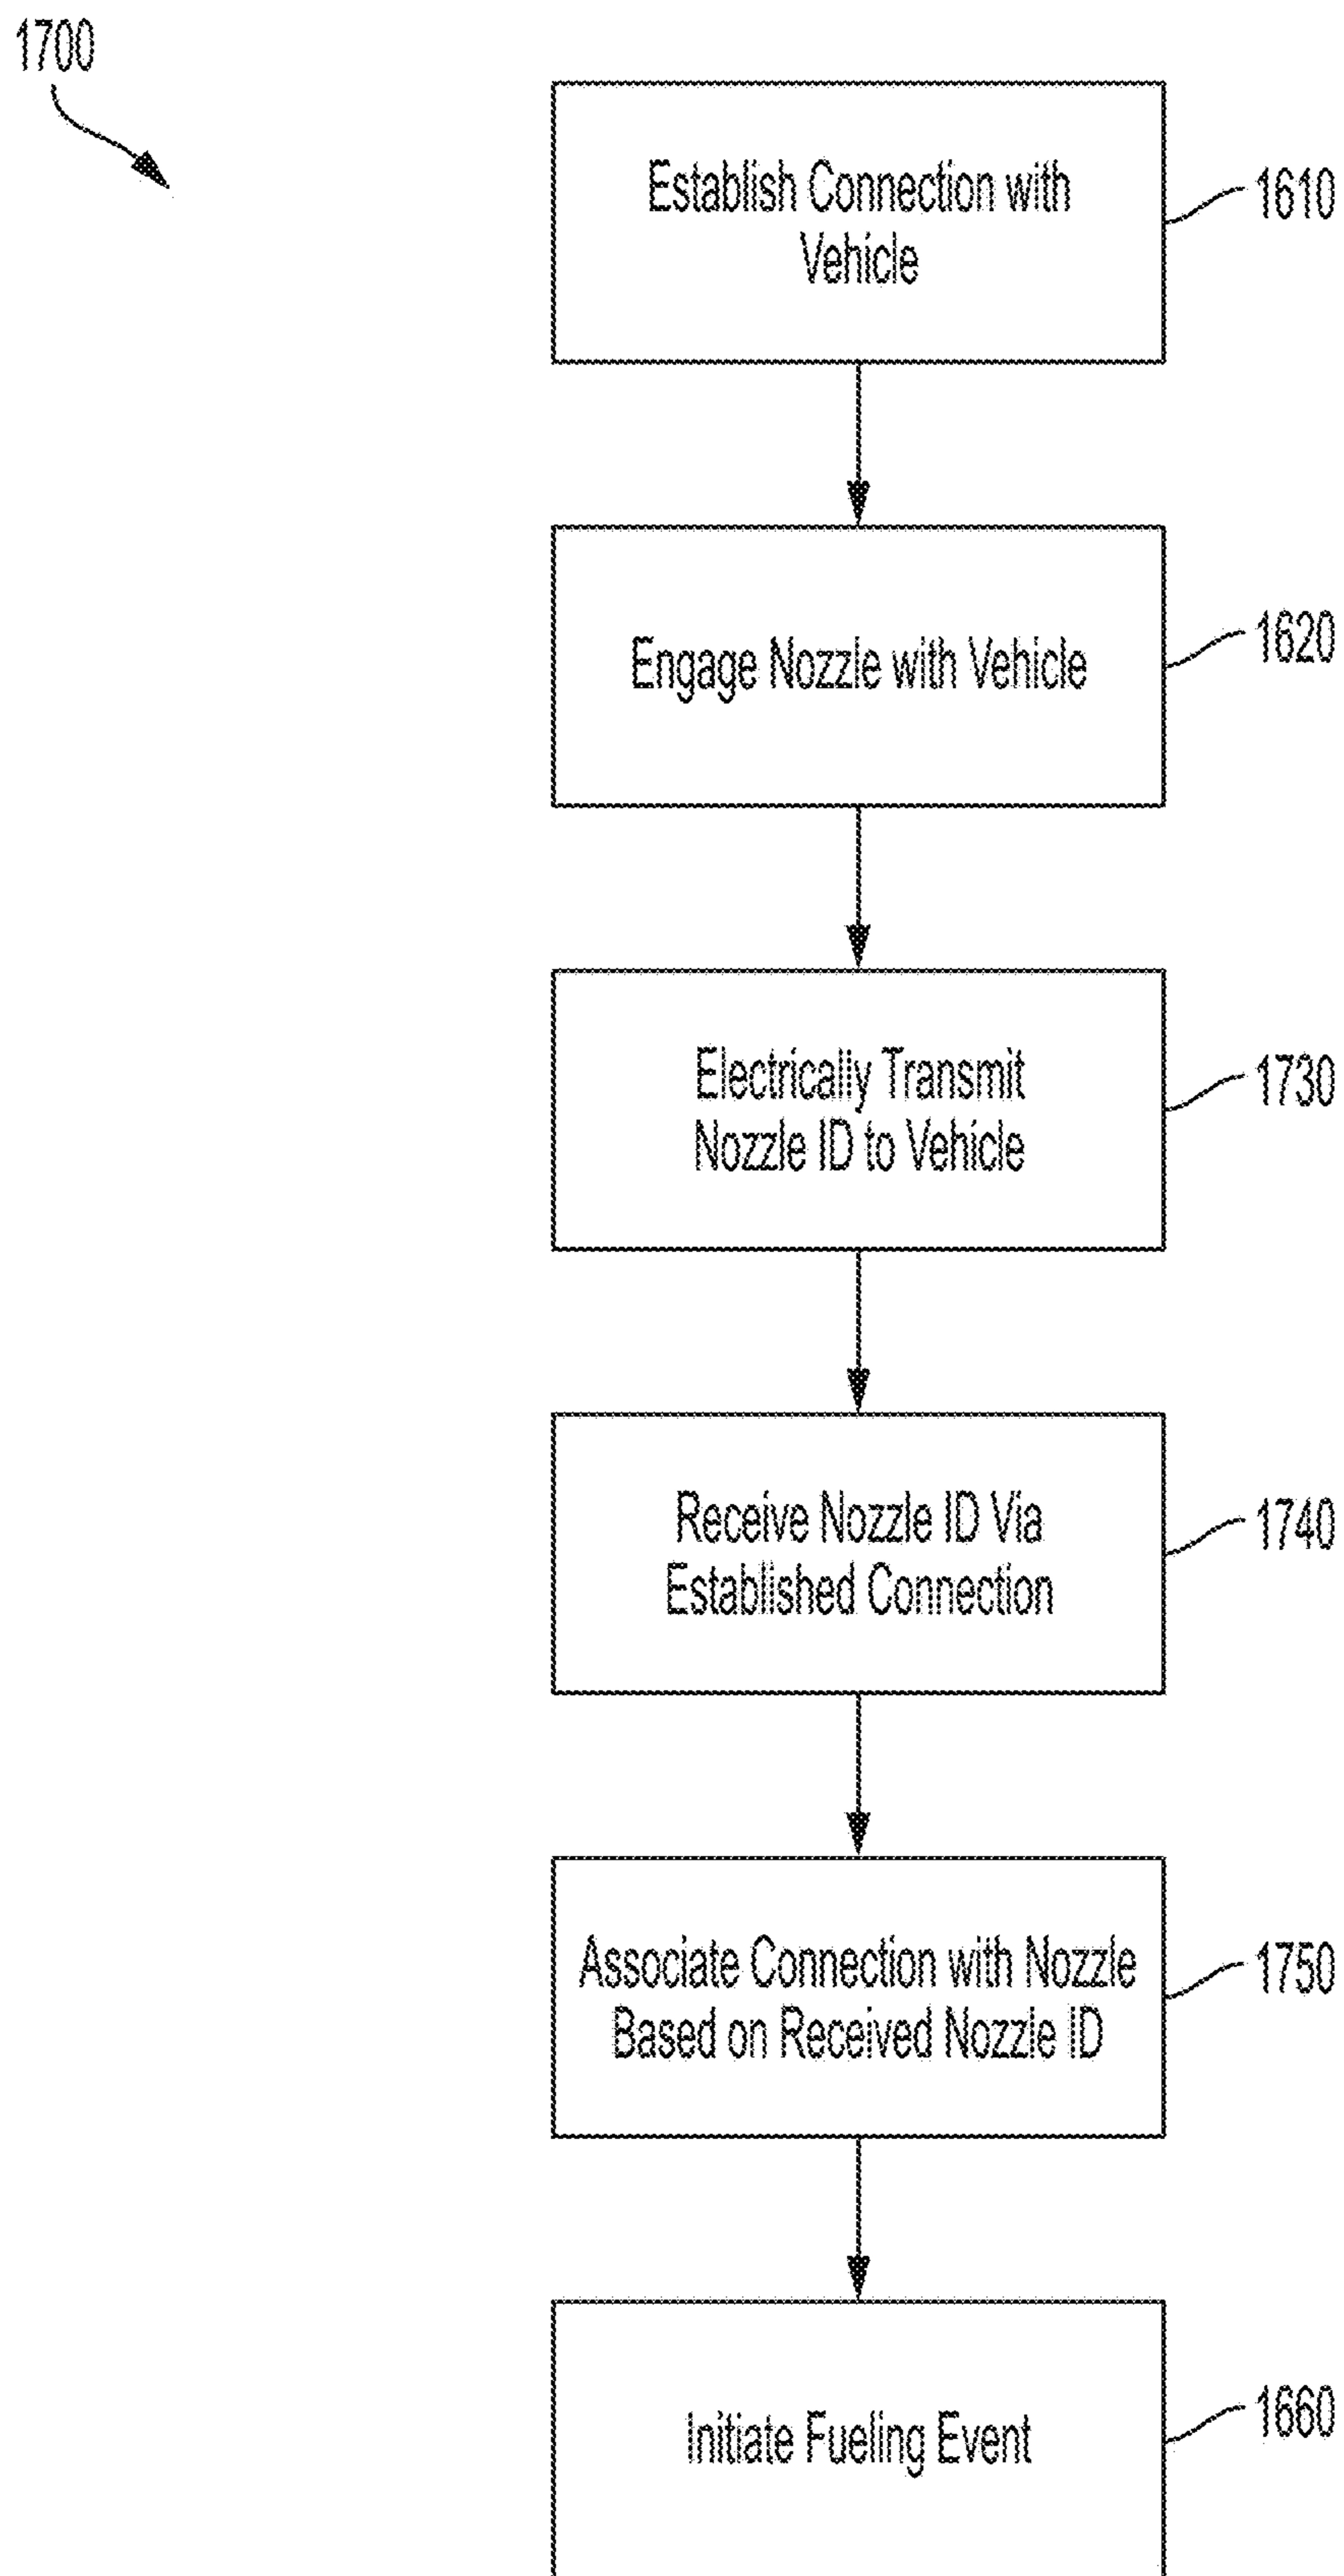 1700
Establish Connection with
Vehicle
1610
Engage Nozzle with Vehicle
1620
Electrically Transmit
Nozzle ID to Vehicle
1730
Receive Nozzle ID Via
Established Connection
1740
Associate Connection with Nozzle
Based on Received Nozzle ID
1750
Initiate Fueling Event
1660